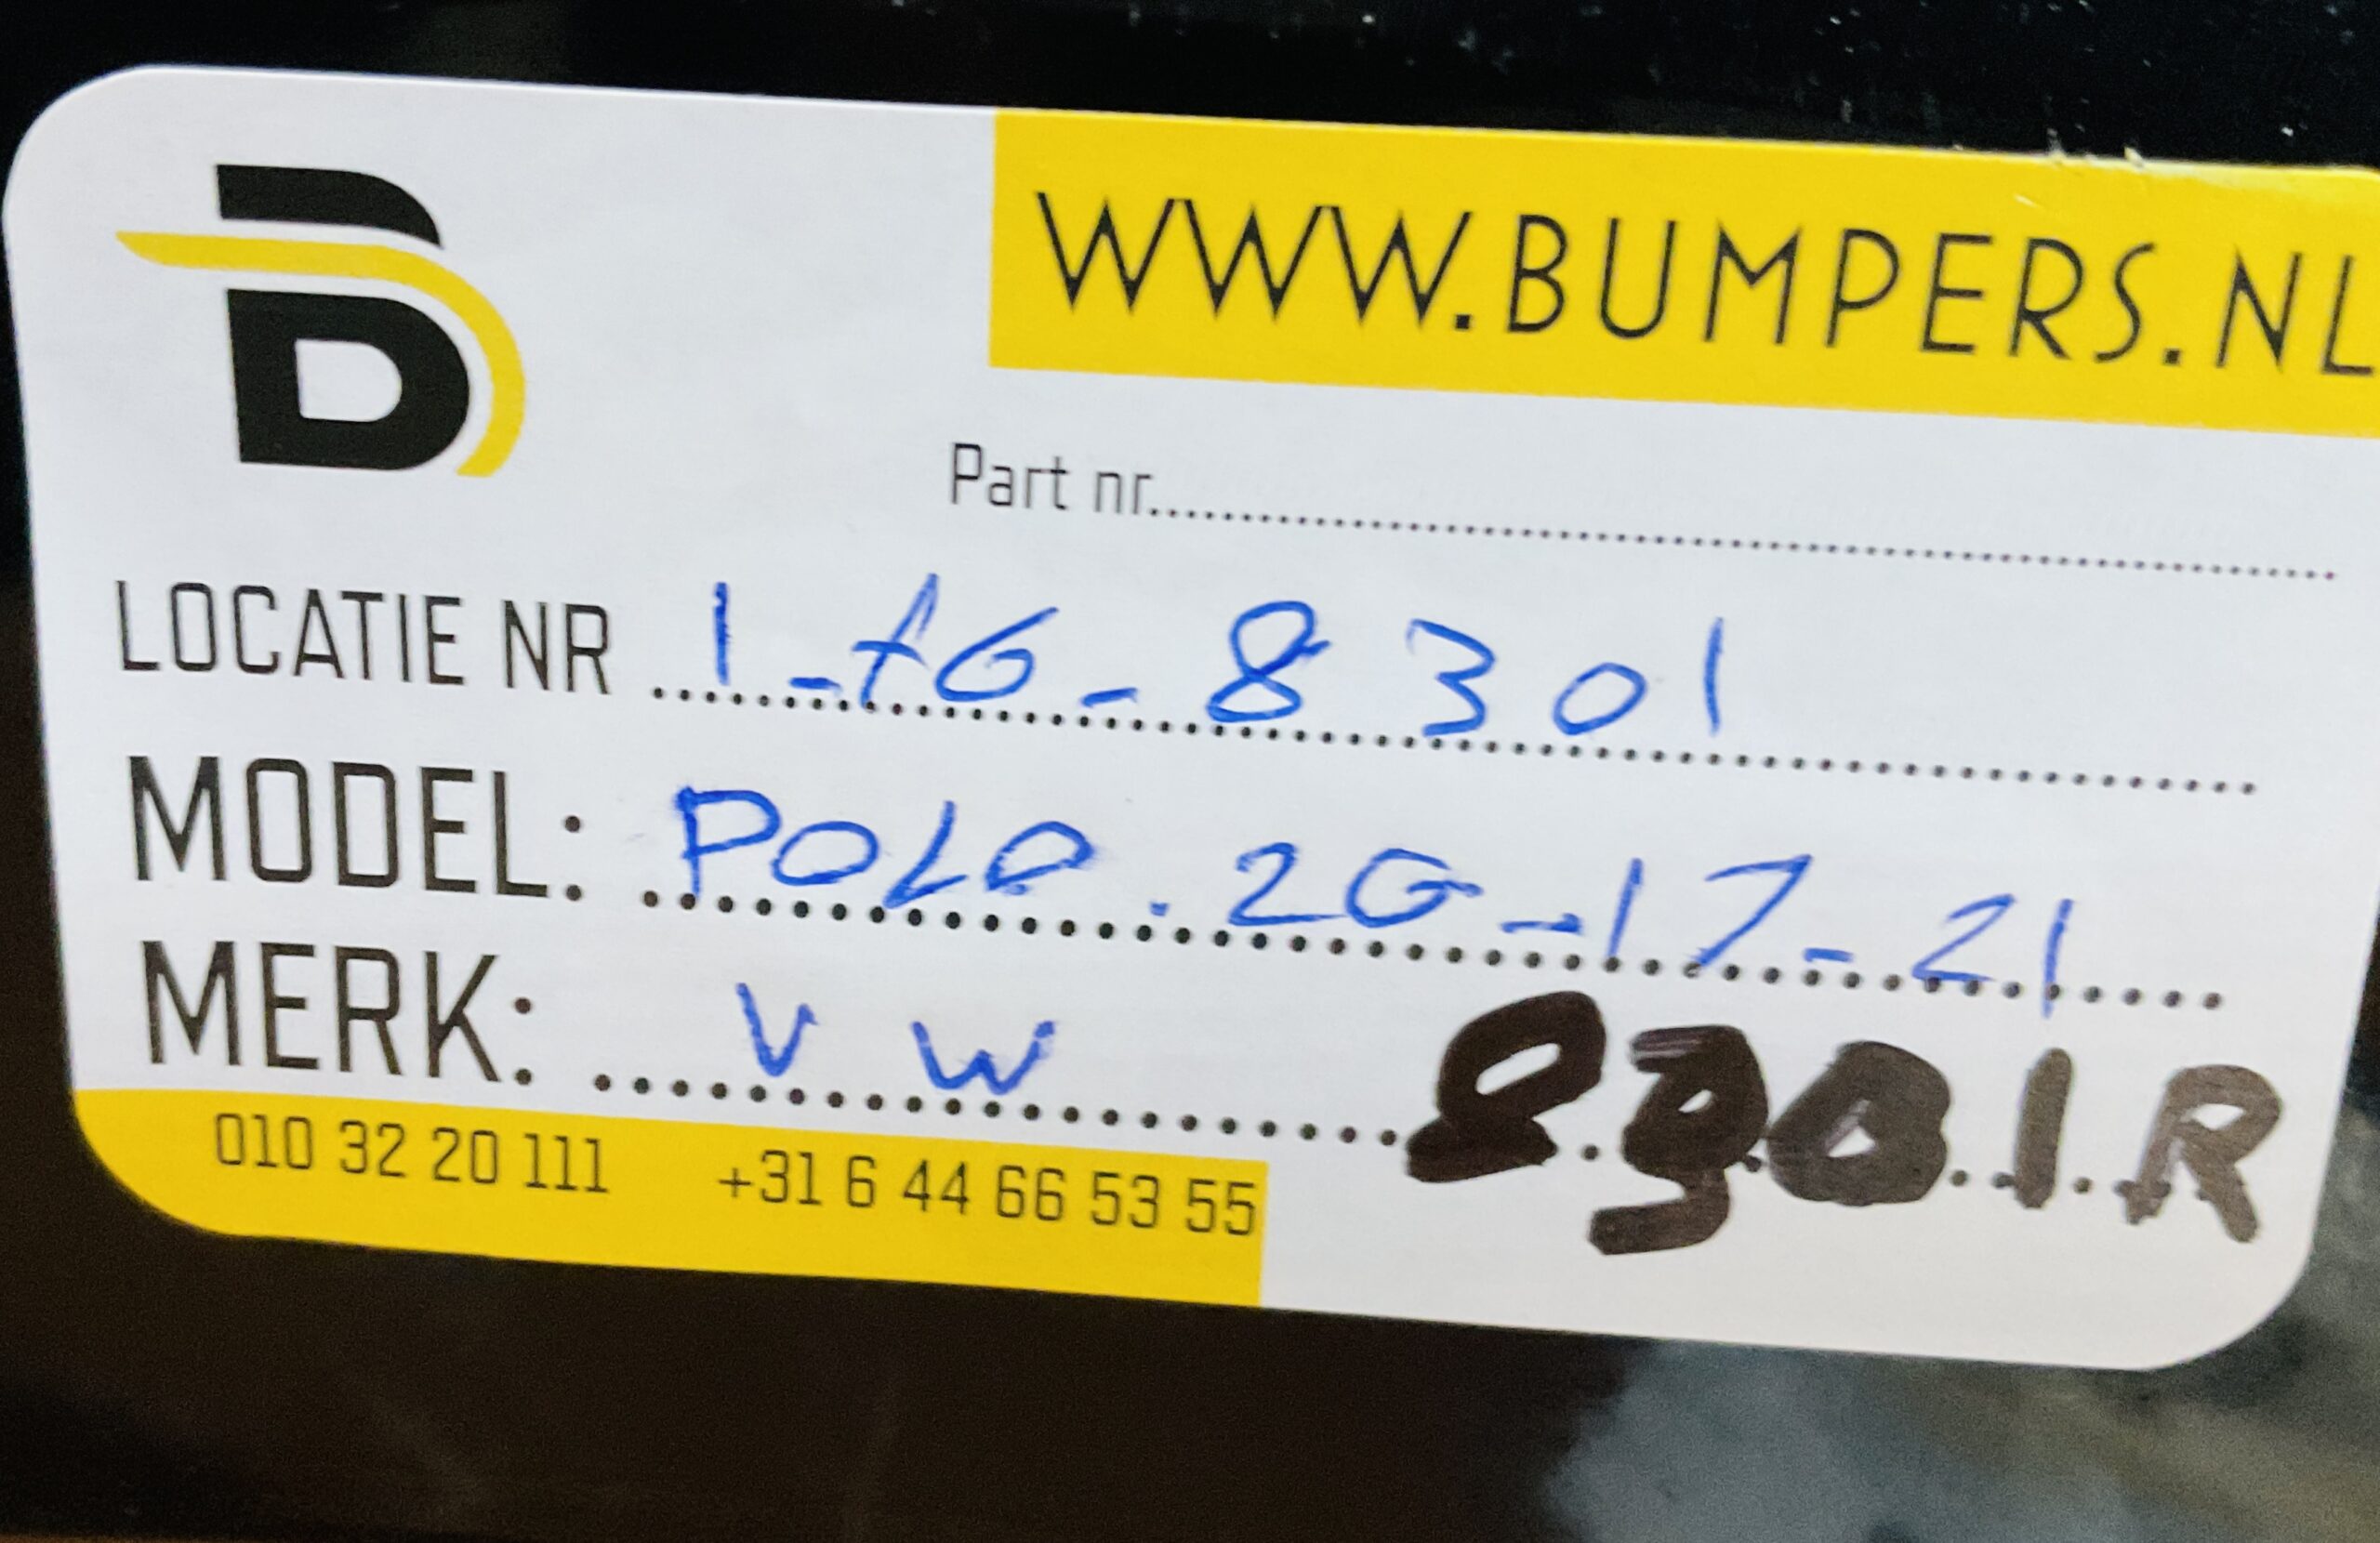 B
WWW.BUMPERS.NL
Part nr.
LOCATIE NR 1-
- 8301
MODEL: POLO. 2G-17-21
MERK: VW
010 32 20 111 +31 6 44 66 53 55